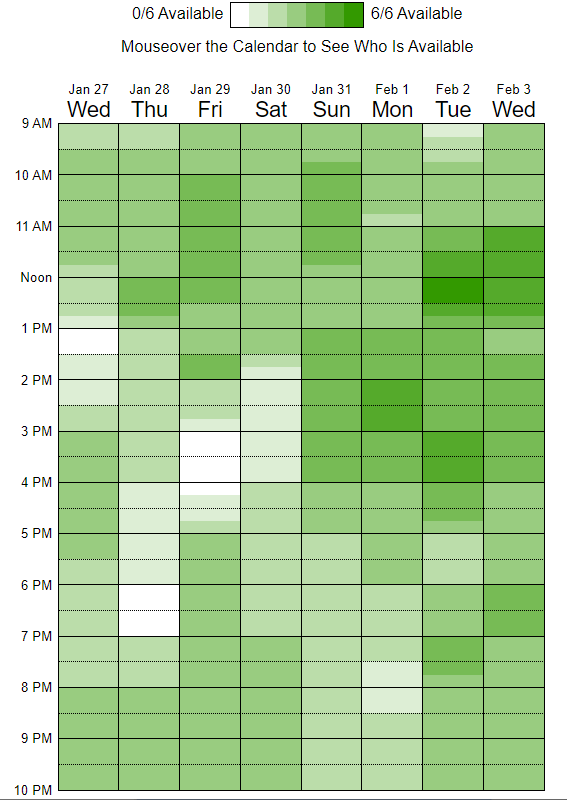 0/6 Available 6/6 Available
Mouseover the Calendar to See Who Is Available
Jan 27 Jan 28 Jan 29 Jan 30 Jan 31 Feb 1 Feb 2 Feb 3
Wed Thu Fri Sat Sun Mon Tue Wed
9 AM
10 AM
11 AM
Noon
1 PM
2 PM
3 PM
4 PM
5 PM
6 PM
7 PM
8 PM
9 PM
10 PM